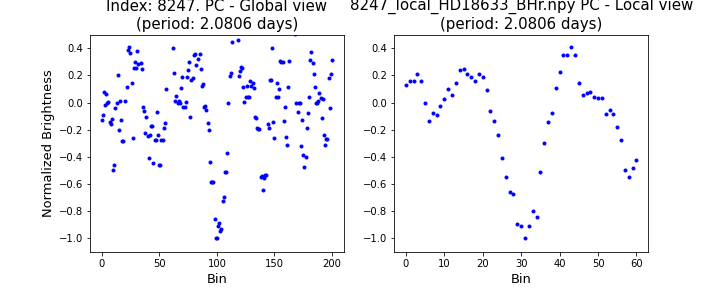 Index: 8247. PC - Global view
(period: 2.0806 days)
8247_local_HD18633_BHr.npy PC - Local view
(period: 2.0806 days)
Normalized Brightness
0.4
0.2
0.0
−0.2
−0.4
−0.6
−0.8
−1.0
0 50 100 150 200
Bin
0.4
0.2
0.0
−0.2
−0.4
−0.6
−0.8
−1.0
0 10 20 30 40 50 60
Bin